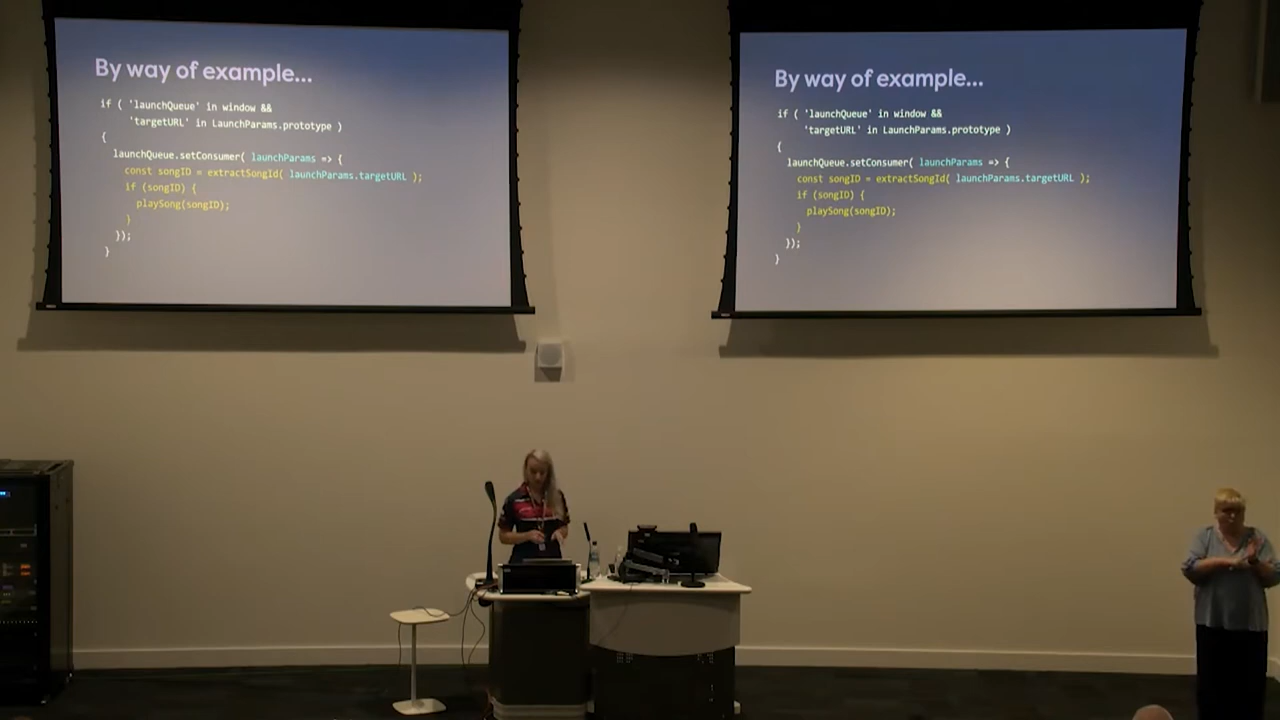 By way of example...
if ( 'launchQueue' in window &&
'targetURL' in LaunchParams.prototype )
{
launchQueue.setConsumer( launchParams => {
const songID = extractSongId( launchParams.targetURL );
if (songID) {
playSong(songID);
}
});
}
By way of example...
if ( 'launchQueue' in window &&
'targetURL' in LaunchParams.prototype )
{
launchQueue.setConsumer( launchParams => {
const songID = extractSongId( launchParams.targetURL );
if (songID) {
playSong(songID);
}
});
}